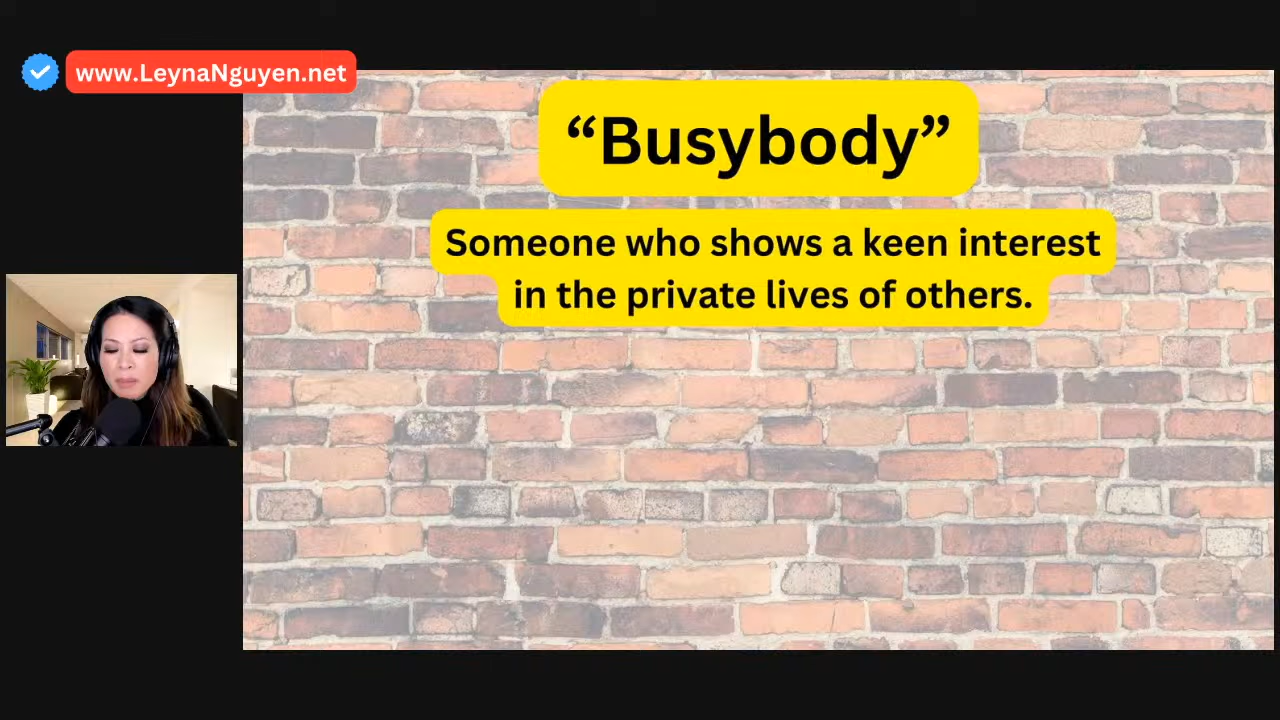 www.LeynaNguyen.net
“Busybody”
Someone who shows a keen interest
in the private lives of others.